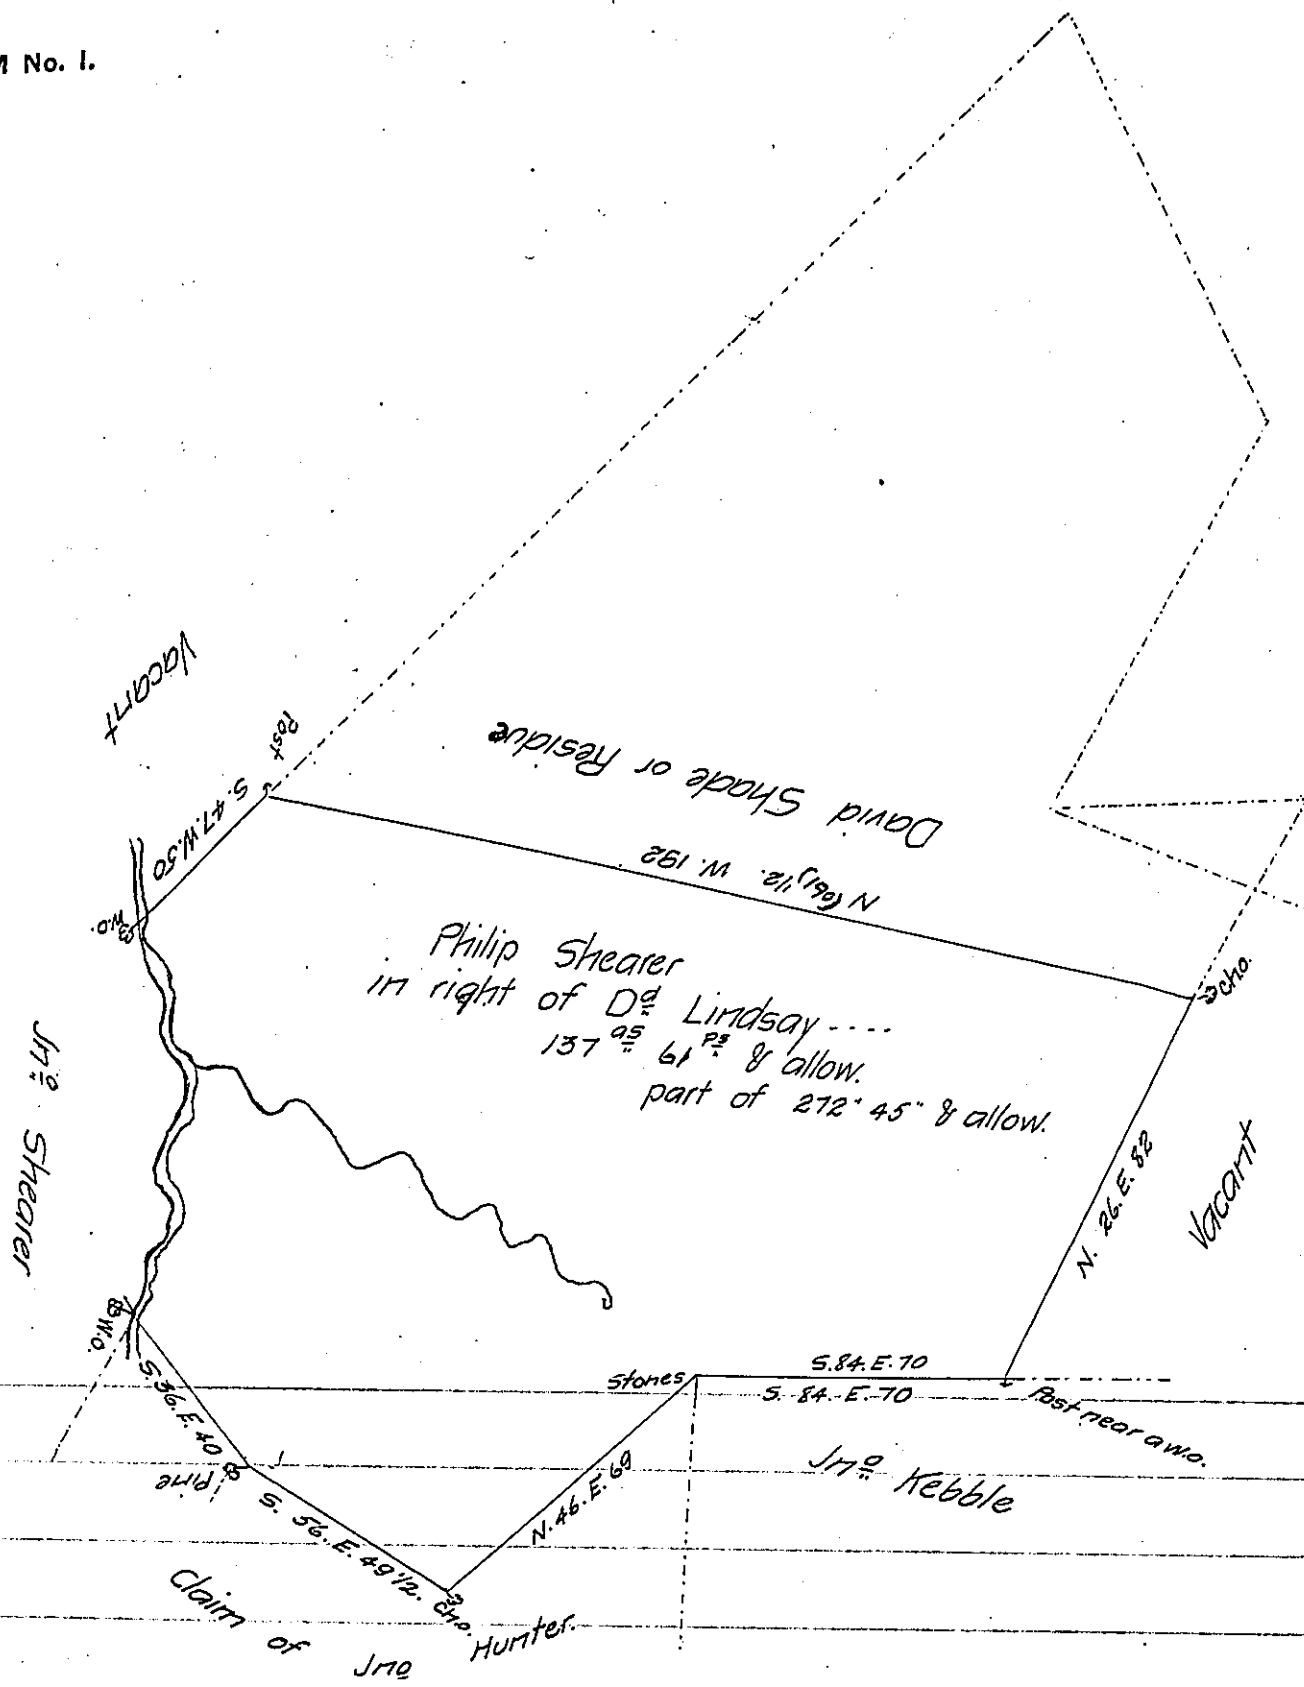 M No. 1.
Vacant
Post
S. 47. W. 50
W.O.
David Shade or Residue
W. 192
Philip Shearer
in right of Dd Lindsay ----
137 as 61 ps & allow.
part of 272" 45" & allow.
cho.
N. 26. E. 82
Vacant
Jno Shearer
W.O.
S. 36. E. 40
Pine
S. 56. E. 49 1/2.
cho.
N. 46. E. 69
Stones
S. 84. E. 70
S. 84. E. 70
Post near a w.o.
Jno Kebble
Claim of Jno Hunter.